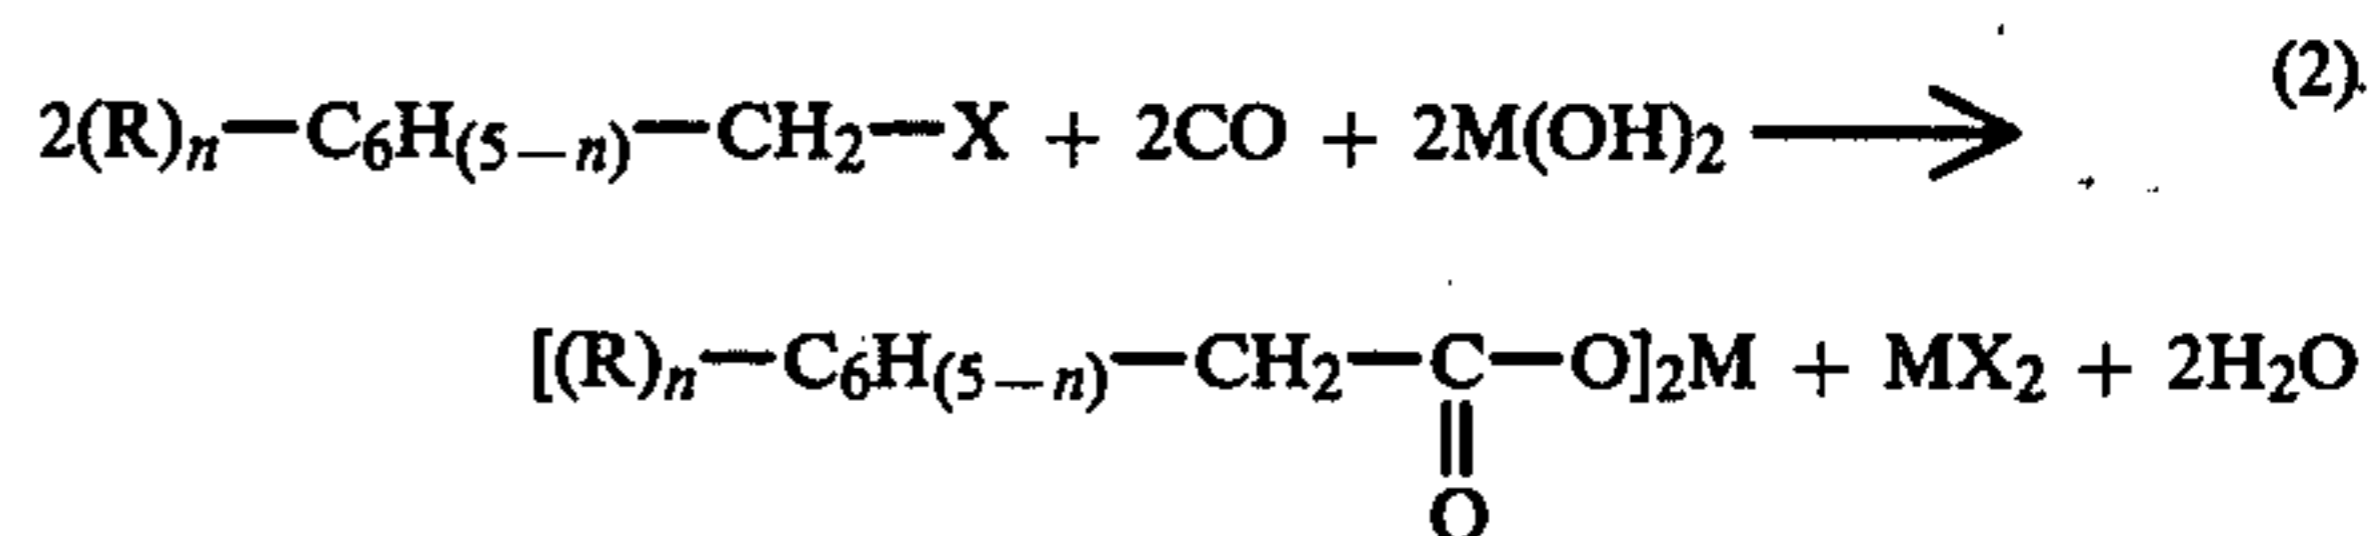 2(R)n—C6H(5−n)—CH2—X + 2CO + 2M(OH)2 ⟶ (2)
[(R)n—C6H(5−n)—CH2—C—O]2M + MX2 + 2H2O
||
O